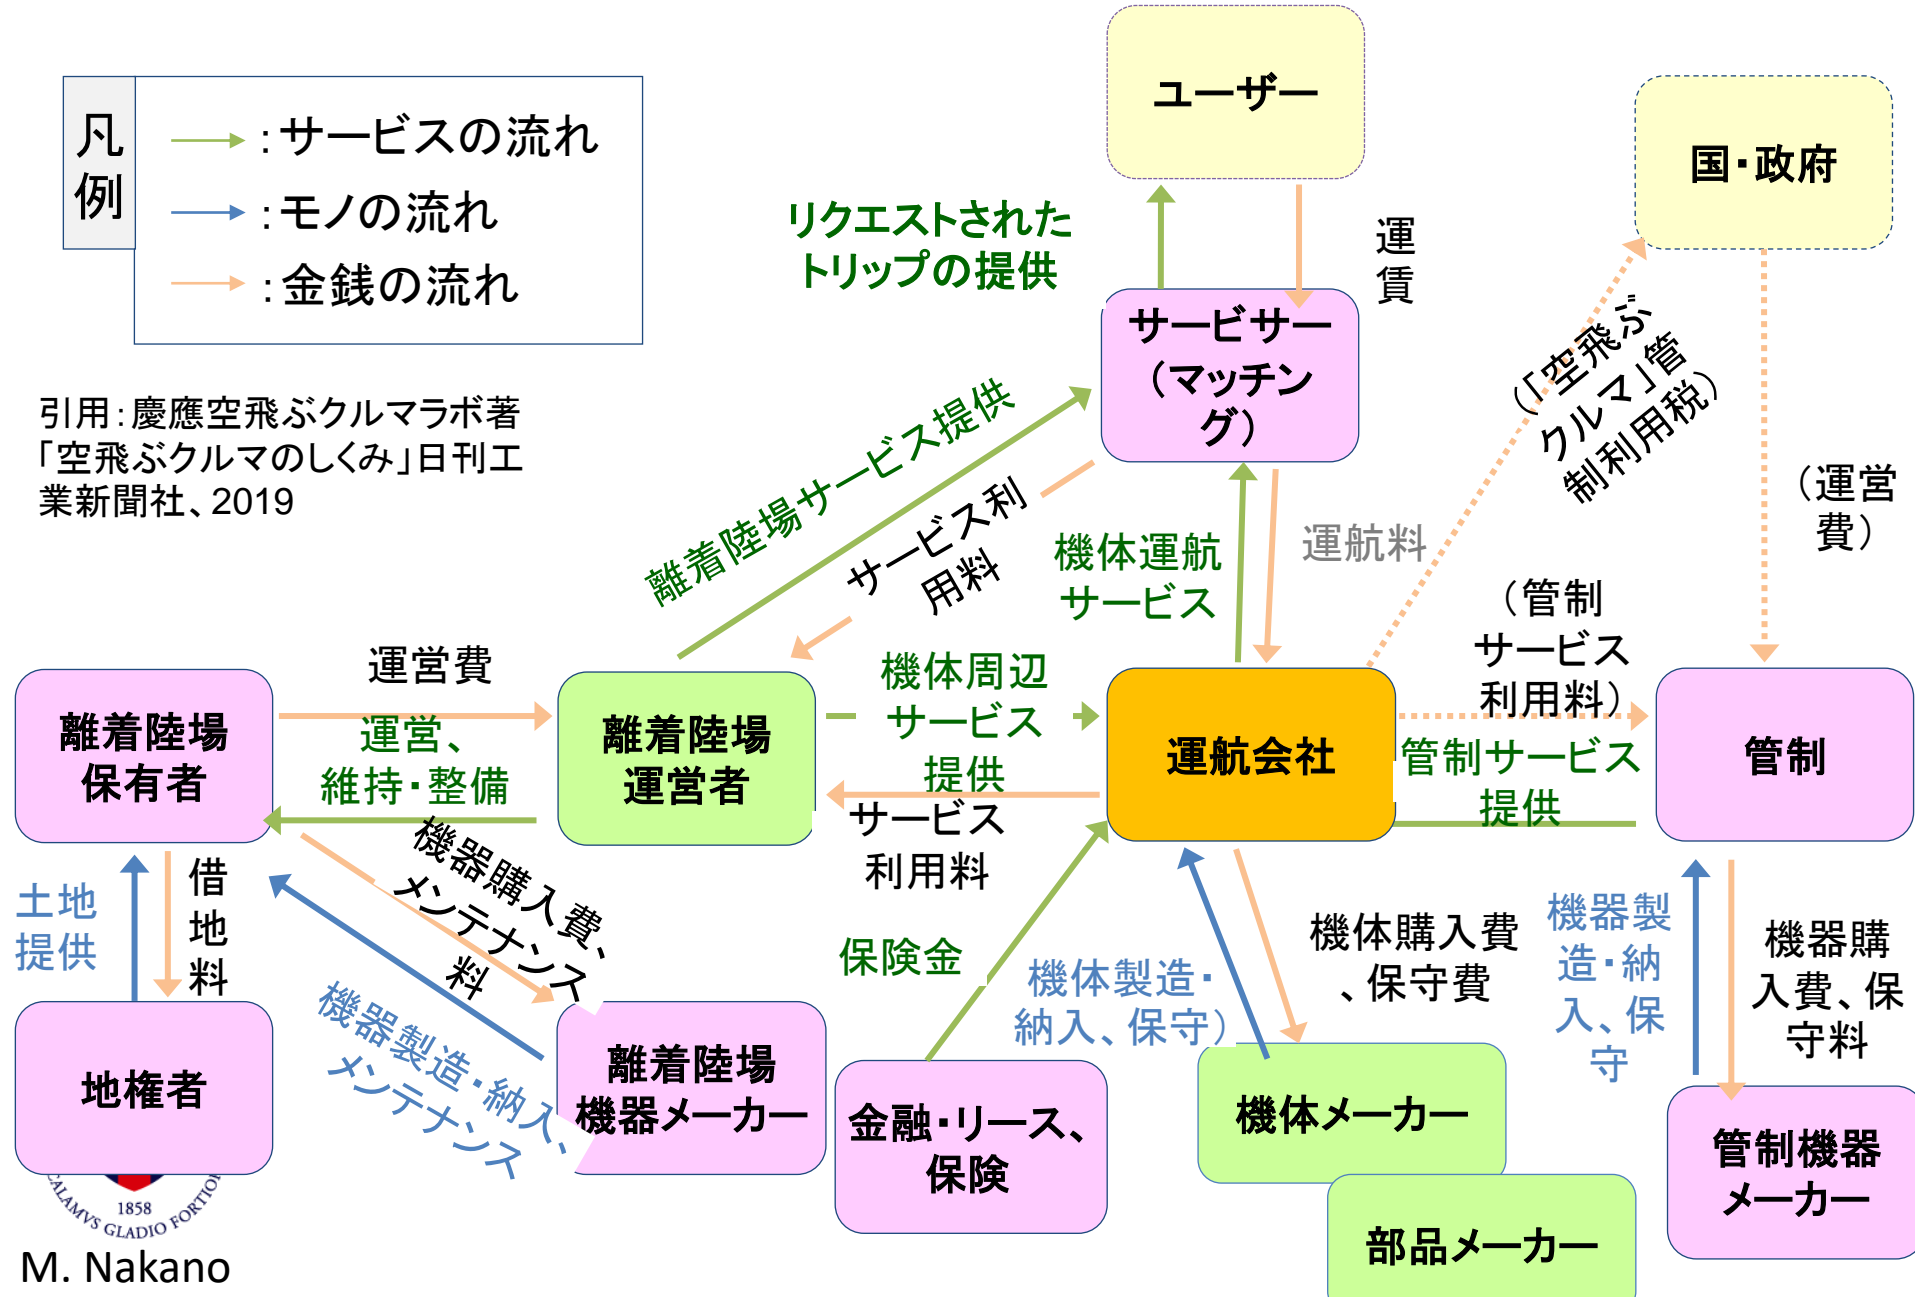 凡
例
：サービスの流れ
：モノの流れ
：金銭の流れ
引用：慶應空飛ぶクルマラボ著
「空飛ぶクルマのしくみ」日刊工
業新聞社、2019
ユーザー
国・政府
リクエストされた
トリップの提供
運
賃
サービサー
（マッチン
グ）
（「空飛ぶ
クルマ」管
制利用税）
（運営
費）
離着陸場サービス提供
サービス利
用料
機体運航
サービス
運航料
（管制
サービス
利用料）
運営費
運営、
維持・整備
機体周辺
サービス
提供
サービス
利用料
管制サービス
提供
離着陸場
保有者
離着陸場
運営者
運航会社
管制
土地
提供
借
地
料
機器購入費、
メンテナンス
料
機器製造・納入、
メンテナンス
保険金
機体製造・
納入、保守）
機体購入費
、保守費
機器製
造・納
入、保
守
機器購
入費、保
守料
地権者
離着陸場
機器メーカー
金融・リース、
保険
機体メーカー
部品メーカー
管制機器
メーカー
1858
CALAMVS GLADIO FORTIOR
M. Nakano